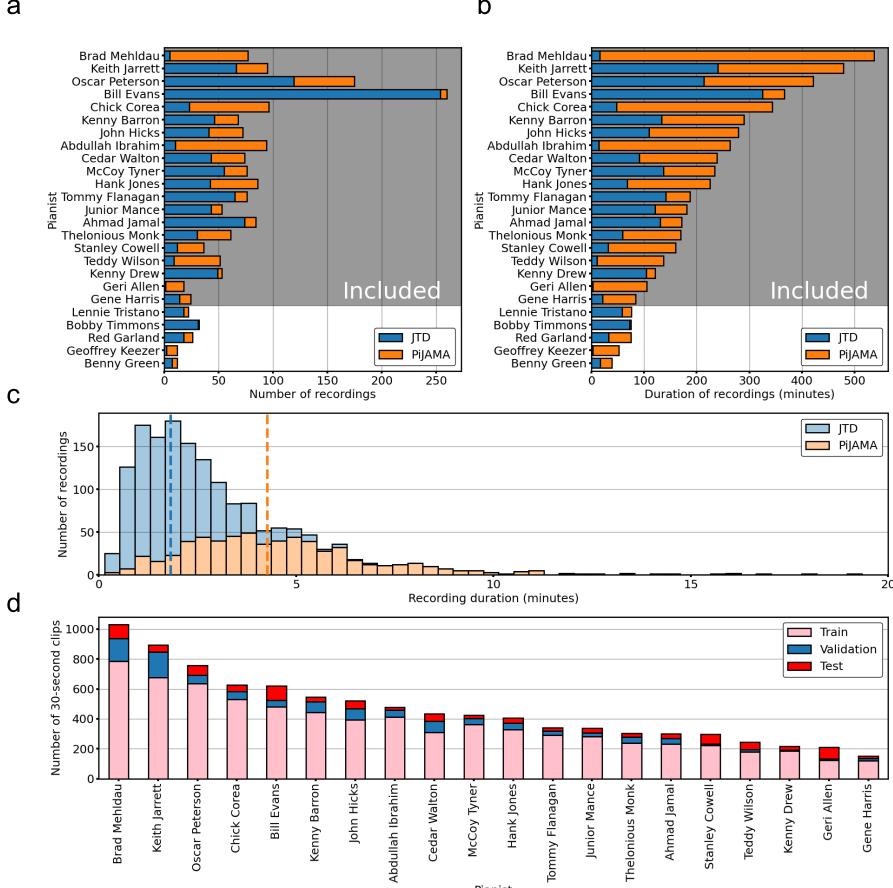 a
b
Pianist
Brad Mehldau
Keith Jarrett
Oscar Peterson
Bill Evans
Chick Corea
Kenny Barron
John Hicks
Abdullah Ibrahim
Cedar Walton
McCoy Tyner
Hank Jones
Tommy Flanagan
Junior Mance
Ahmad Jamal
Thelonious Monk
Stanley Cowell
Teddy Wilson
Kenny Drew
Geri Allen
Gene Harris
Lennie Tristano
Bobby Timmons
Red Garland
Geoffrey Keezer
Benny Green
Included
JTD
PiJAMA
0 50 100 150 200 250
Number of recordings
Pianist
Brad Mehldau
Keith Jarrett
Oscar Peterson
Bill Evans
Chick Corea
Kenny Barron
John Hicks
Abdullah Ibrahim
Cedar Walton
McCoy Tyner
Hank Jones
Tommy Flanagan
Junior Mance
Ahmad Jamal
Thelonious Monk
Stanley Cowell
Teddy Wilson
Kenny Drew
Geri Allen
Gene Harris
Lennie Tristano
Bobby Timmons
Red Garland
Geoffrey Keezer
Benny Green
Included
JTD
PiJAMA
0 100 200 300 400 500
Duration of recordings (minutes)
c
Number of recordings
150
100
50
0
JTD
PiJAMA
0 5 10 15 20
Recording duration (minutes)
d
Number of 30-second clips
1000
800
600
400
200
0
Train
Validation
Test
Brad Mehldau
Keith Jarrett
Oscar Peterson
Chick Corea
Bill Evans
Kenny Barron
John Hicks
Abdullah Ibrahim
Cedar Walton
McCoy Tyner
Hank Jones
Tommy Flanagan
Junior Mance
Thelonious Monk
Ahmad Jamal
Stanley Cowell
Teddy Wilson
Kenny Drew
Geri Allen
Gene Harris